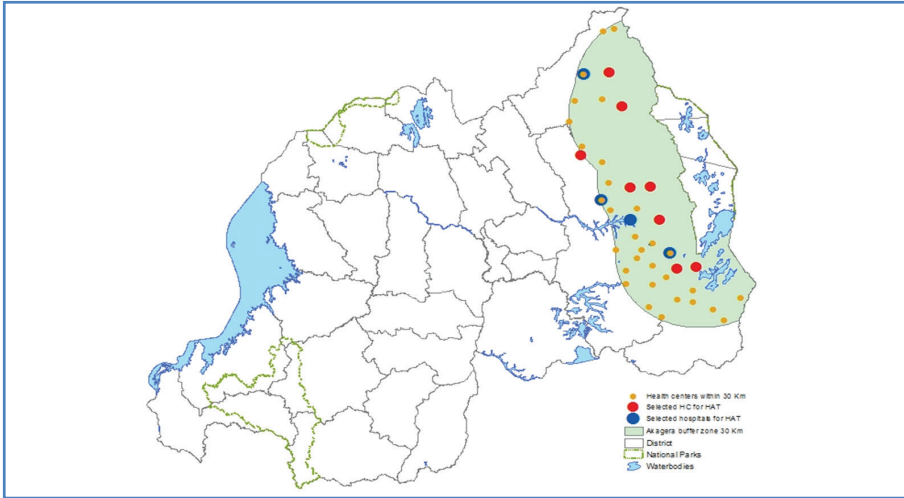 Health centers within 30 Km
Selected HC for HAT
Selected hospitals for HAT
Akagera buffer zone 30 Km
District
National Parks
Waterbodies